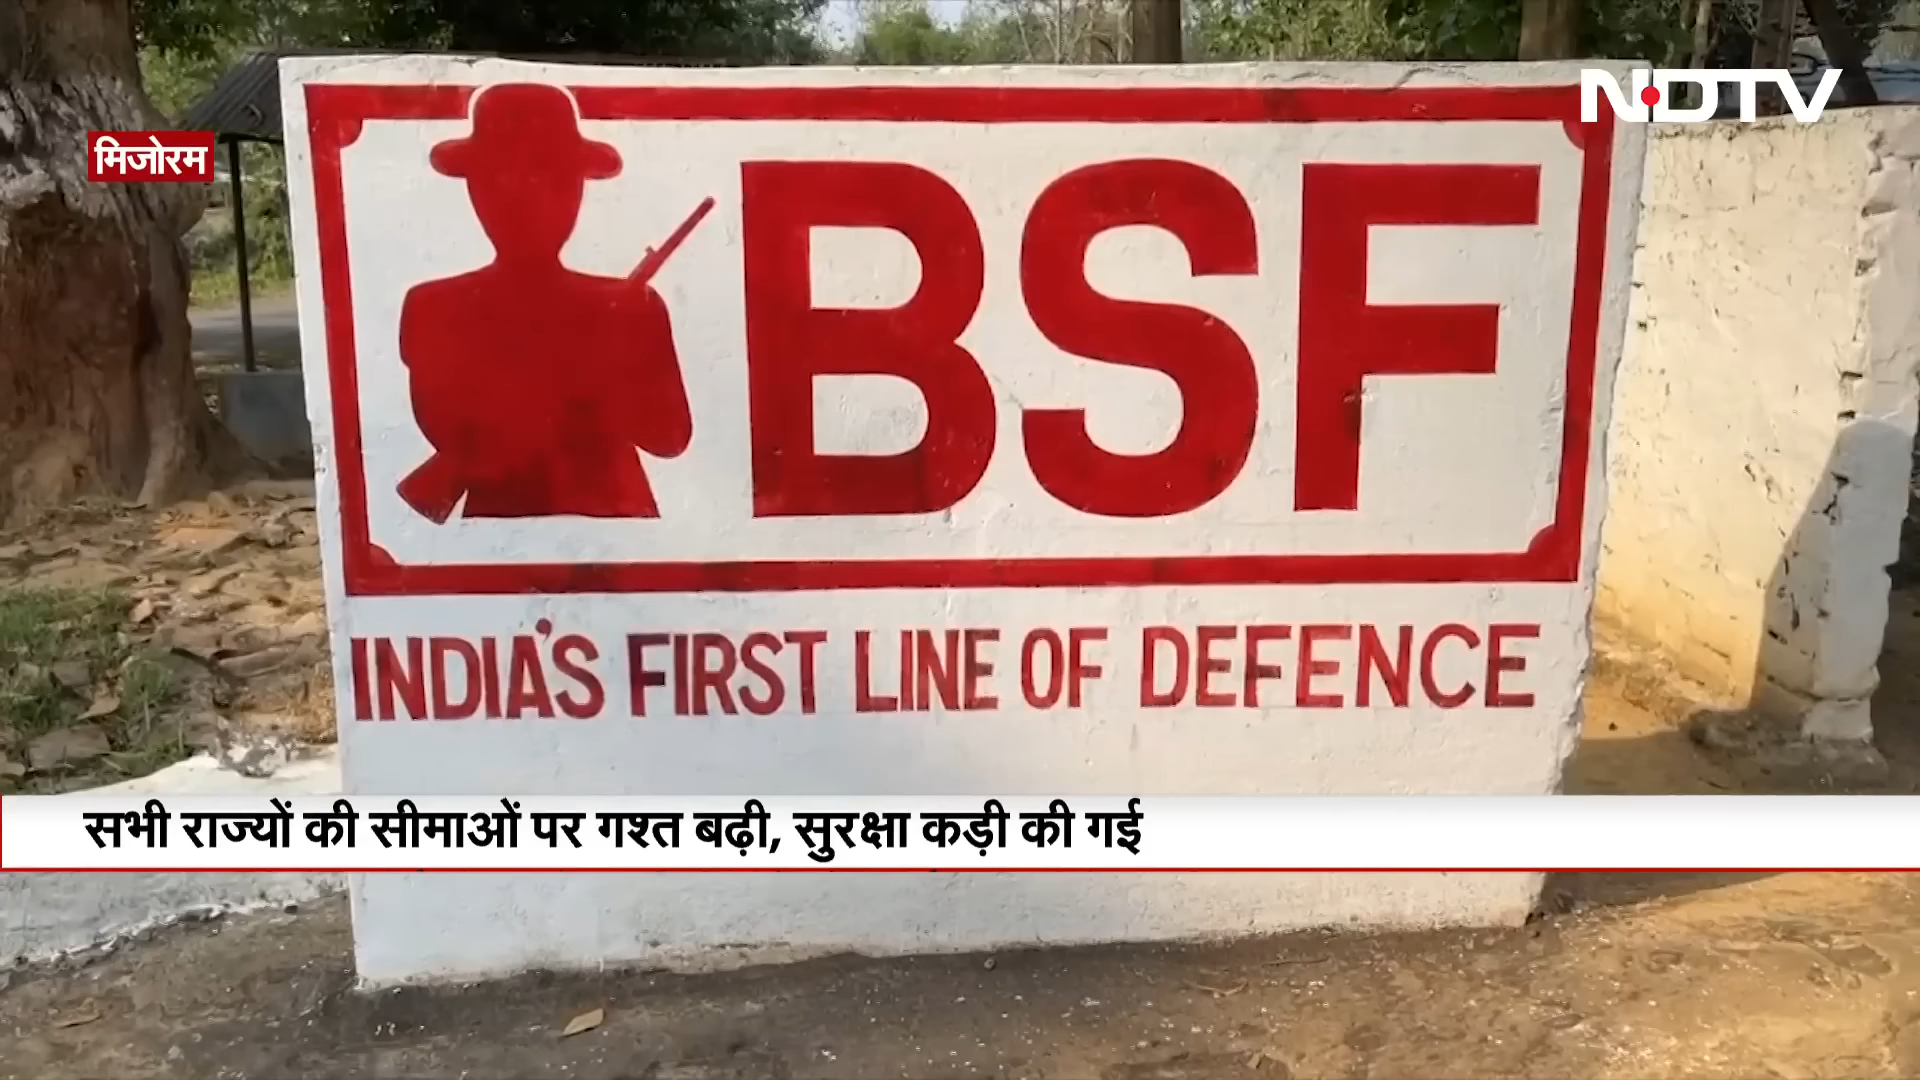 NDTV
मिजोरम
BSF
INDIA'S FIRST LINE OF DEFENCE
सभी राज्यों की सीमाओं पर गश्त बढ़ी, सुरक्षा कड़ी की गई